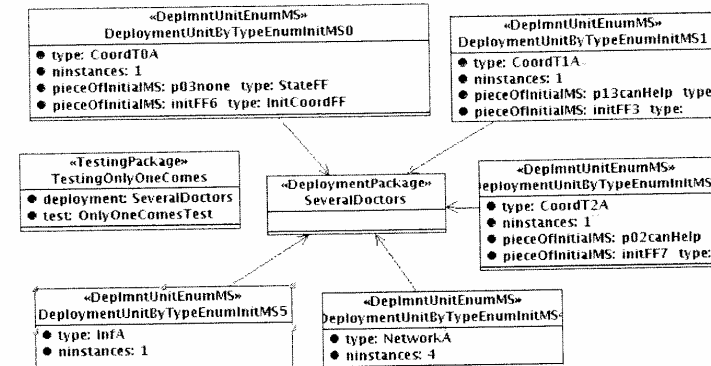 «DeplmntUnitEnumMS»
DeploymentUnitByTypeEnumInitMS0
type: CoordT0A
ninstances: 1
pieceOfInitialMS: p03none type: StateFF
pieceOfInitialMS: initFF6 type: InitCoordFF
«DeplmntUnitEnumMS»
DeploymentUnitByTypeEnumInitMS1
type: CoordT1A
ninstances: 1
pieceOfInitialMS: p13canHelp type
pieceOfInitialMS: initFF3 type:
«TestingPackage»
TestingOnlyOneComes
deployment: SeveralDoctors
test: OnlyOneComesTest
«DeploymentPackage»
SeveralDoctors
«DeplmntUnitEnumMS»
eploymentUnitByTypeEnumInitMS
type: CoordT2A
ninstances: 1
pieceOfInitialMS: p02canHelp
pieceOfInitialMS: initFF7 type:
«DeplmntUnitEnumMS»
DeploymentUnitByTypeEnumInitMS5
type: InfA
ninstances: 1
«DeplmntUnitEnumMS»
DeploymentUnitByTypeEnumInitMS
type: NetworkA
ninstances: 4